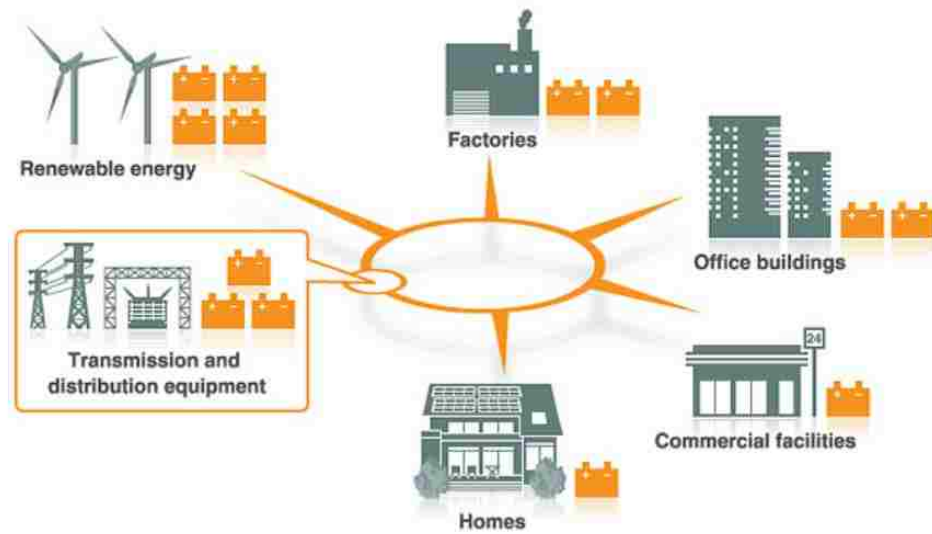 Renewable energy
Factories
Office buildings
Transmission and
distribution equipment
24
Commercial facilities
Homes